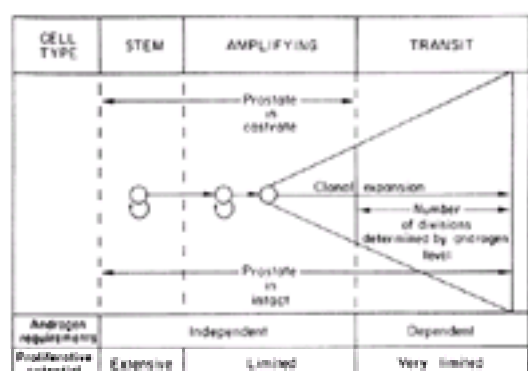 CELL TYPE STEM AMPLIFYING TRANSIT
Prostate
in
castrate
Clonal expansion
Number
of divisions
determined by androgen
level
Prostate
in
intact
Androgen requirements Independent Dependent
Proliferative potential Extensive Limited Very limited